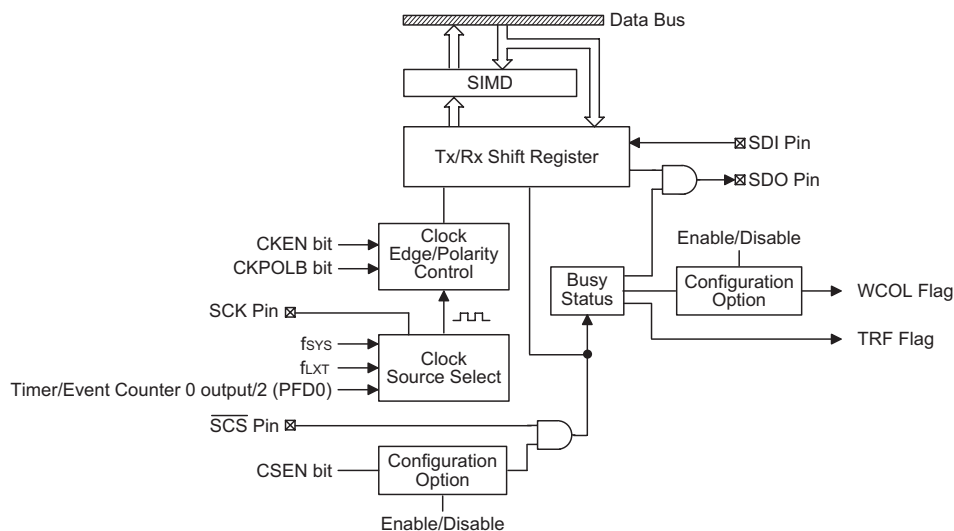 Data Bus
SIMD
Tx/Rx Shift Register
SDI Pin
SDO Pin
CKEN bit
CKPOLB bit
Clock
Edge/Polarity
Control
Enable/Disable
Busy
Status
Configuration
Option
WCOL Flag
TRF Flag
SCK Pin
fSYS
fLXT
Timer/Event Counter 0 output/2 (PFD0)
Clock
Source Select
SCS Pin
CSEN bit
Configuration
Option
Enable/Disable